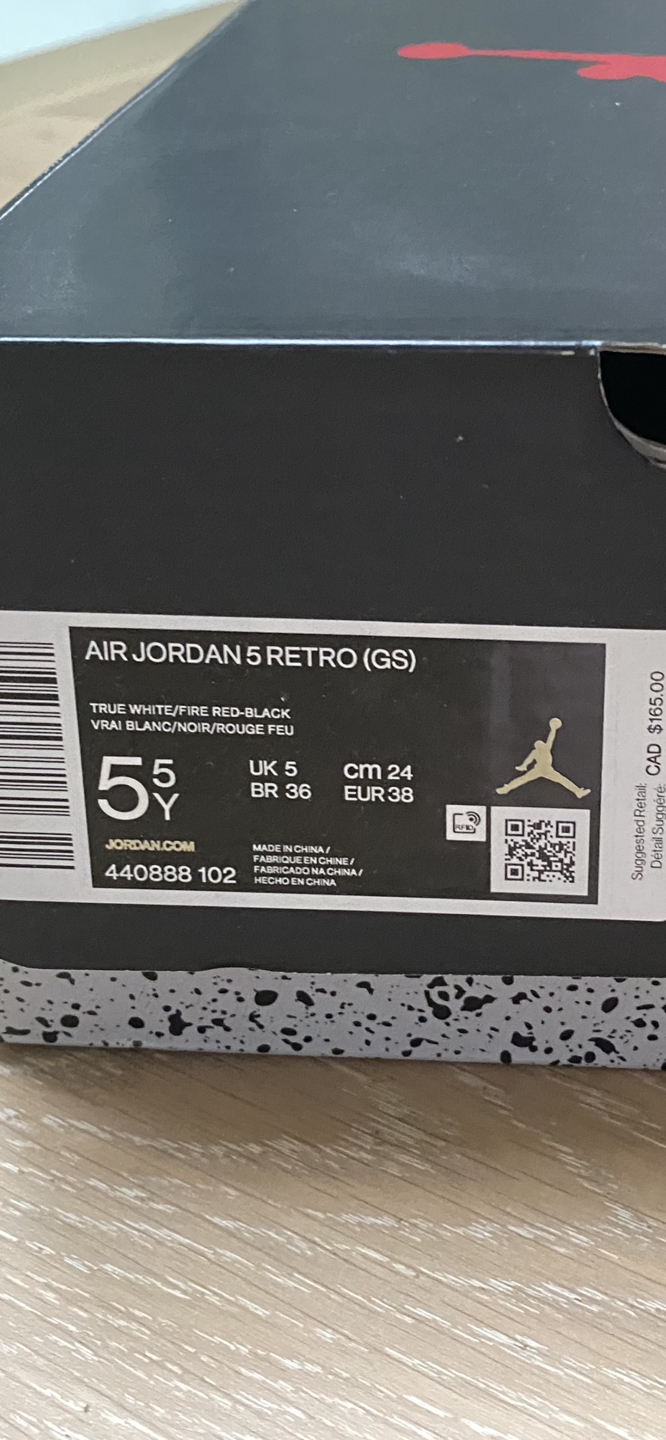 AIR JORDAN 5 RETRO (GS)
TRUE WHITE/FIRE RED-BLACK
VRAI BLANC/NOIR/ROUGE FEU
5 5Y
UK 5 cm 24
BR 36 EUR 38
JORDAN.COM
440888 102
MADE IN CHINA /
FABRIQUE EN CHINE /
FABRICADO NA CHINA /
HECHO EN CHINA
RFID
Suggested Retail:
Détail Suggéré: CAD $165.00